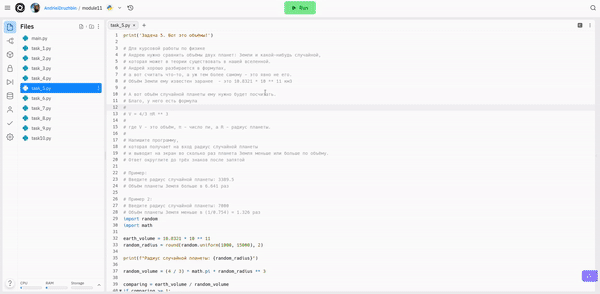 AndreiDruzhbin / module11
Run
Files
main.py
task_1.py
task_2.py
task_3.py
task_4.py
task_5.py
task_6.py
task_7.py
task_8.py
task_9.py
task10.py
CPU
RAM
Storage
task_5.py
1 print('Задача 5. Вот это объёмы!')
2
3 # Для курсовой работы по физике
4 # Андрею нужно сравнить объёмы двух планет: Земли и какой-нибудь случайной,
5 # которая может в теории существовать в нашей вселенной.
6 # Андрей хорошо разбирается в формулах,
7 # а вот считать что-то, а уж тем более самому - это явно не его.
8 # Объём Земли ему известен заранее - это 10.8321 * 10 ** 11 км3
9 #
10 # А вот объём случайной планеты ему нужно будет посчитать.
11 # Благо, у него есть формула
12 #
13 # V = 4/3 πR ** 3
14 #
15 # где V - это объём, π - число пи, а R - радиус планеты.
16 #
17 # Напишите программу,
18 # которая получает на вход радиус случайной планеты
19 # и выводит на экран во сколько раз планета Земля меньше или больше по объёму.
20 # Ответ округлите до трёх знаков после запятой
21
22 # Пример:
23 # Введите радиус случайной планеты:
24 # Объём планеты Земля больше в раз
25
26 # Пример 2:
27 # Введите радиус случайной планеты: 7000
28 # Объём планеты Земля меньше в (1/0.754) = 1.326 раз
29 import random
30 import math
31
32 earth_volume = 10.8321 * 10 ** 11
33 random_radius = round(random.uniform(1000, 15000), 2)
34
35 print(f"Радиус случайной планеты: {random_radius}")
36
37 random_volume = (4 / 3) * math.pi * random_radius ** 3
38
39 comparing = earth_volume / random_volume
40